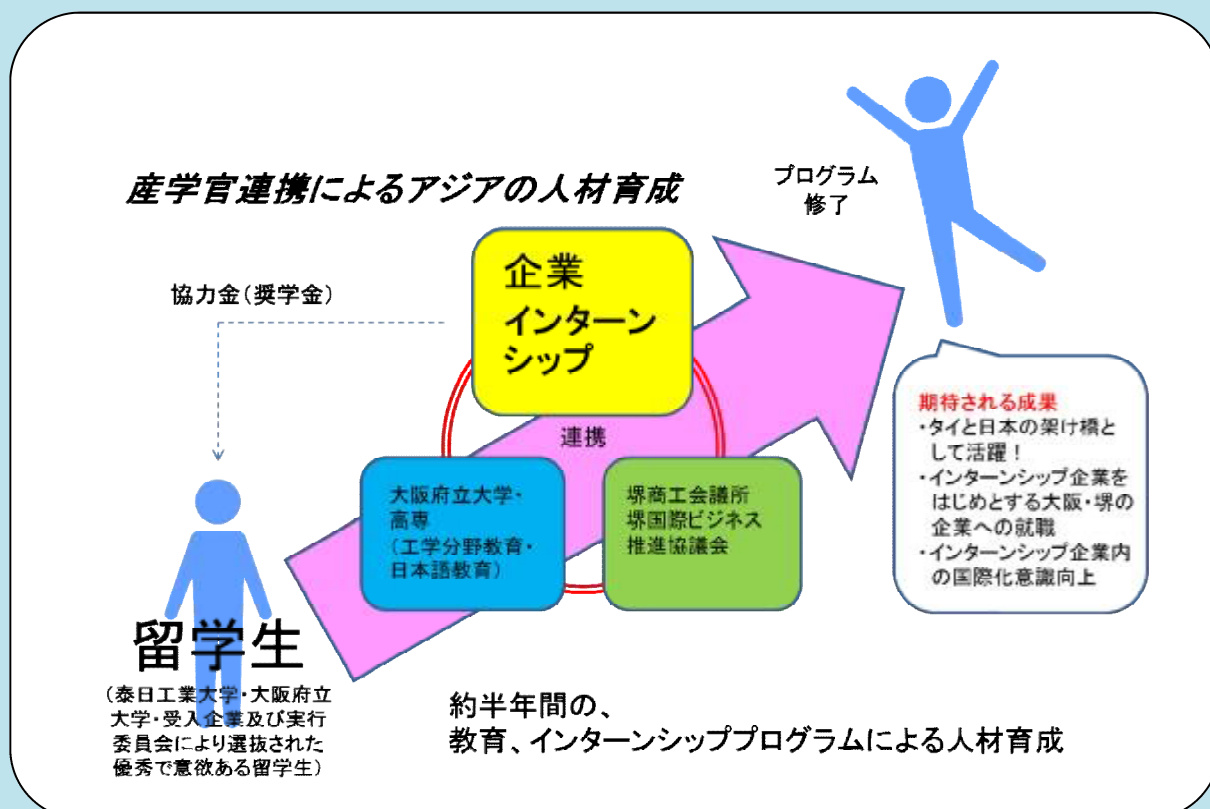 産学官連携によるアジアの人材育成
プログラム
修了
協力金(奨学金)
企業
インターン
シップ
連携
大阪府立大学・
高専
(工学分野教育・
日本語教育)
堺商工会議所
堺国際ビジネス
推進協議会
期待される成果
・タイと日本の架け橋と
して活躍!
・インターンシップ企業を
はじめとする大阪・堺の
企業への就職
・インターンシップ企業内
の国際化意識向上
留学生
(泰日工業大学・大阪府立
大学・受入企業及び実行
委員会により選抜された
優秀で意欲ある留学生)
約半年間の、
教育、インターンシッププログラムによる人材育成